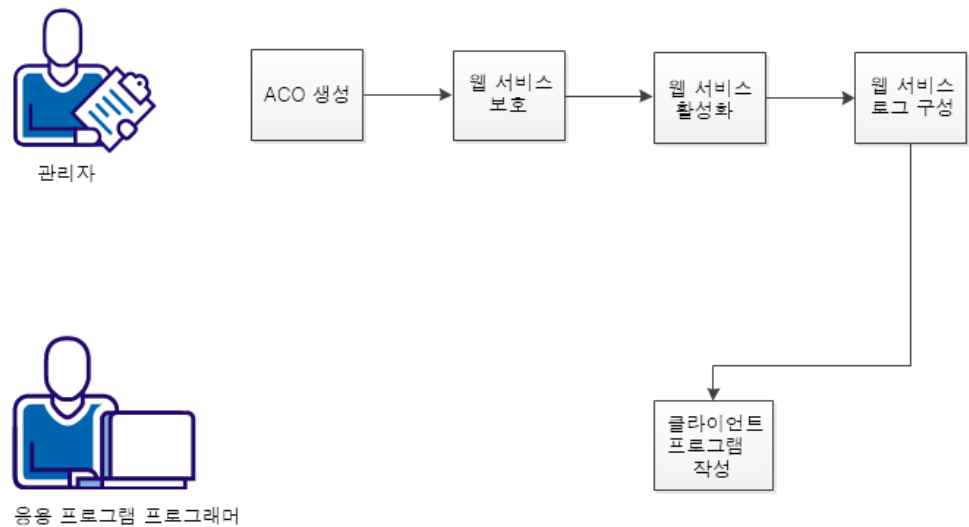 관리자
ACO 생성
웹 서비스
보호
웹 서비스
활성화
웹 서비스
로그 구성
응용 프로그램 프로그래머
클라이언트
프로그램
작성